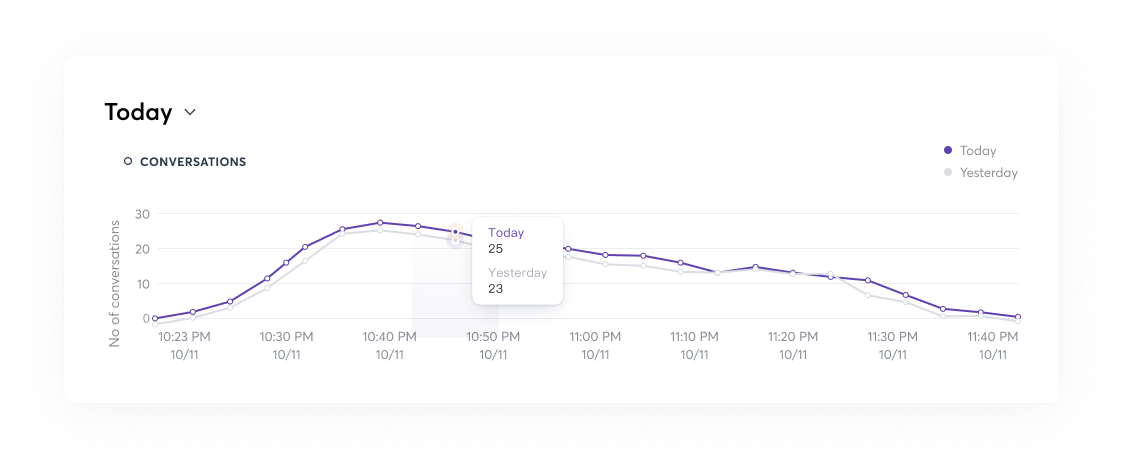 Today
CONVERSATIONS
Today
Yesterday
No of conversations
30
20
10
0
Today
25
Yesterday
23
10:23 PM 10:30 PM 10:40 PM 10:50 PM 11:00 PM 11:10 PM 11:20 PM 11:30 PM 11:40 PM
10/11 10/11 10/11 10/11 10/11 10/11 10/11 10/11 10/11